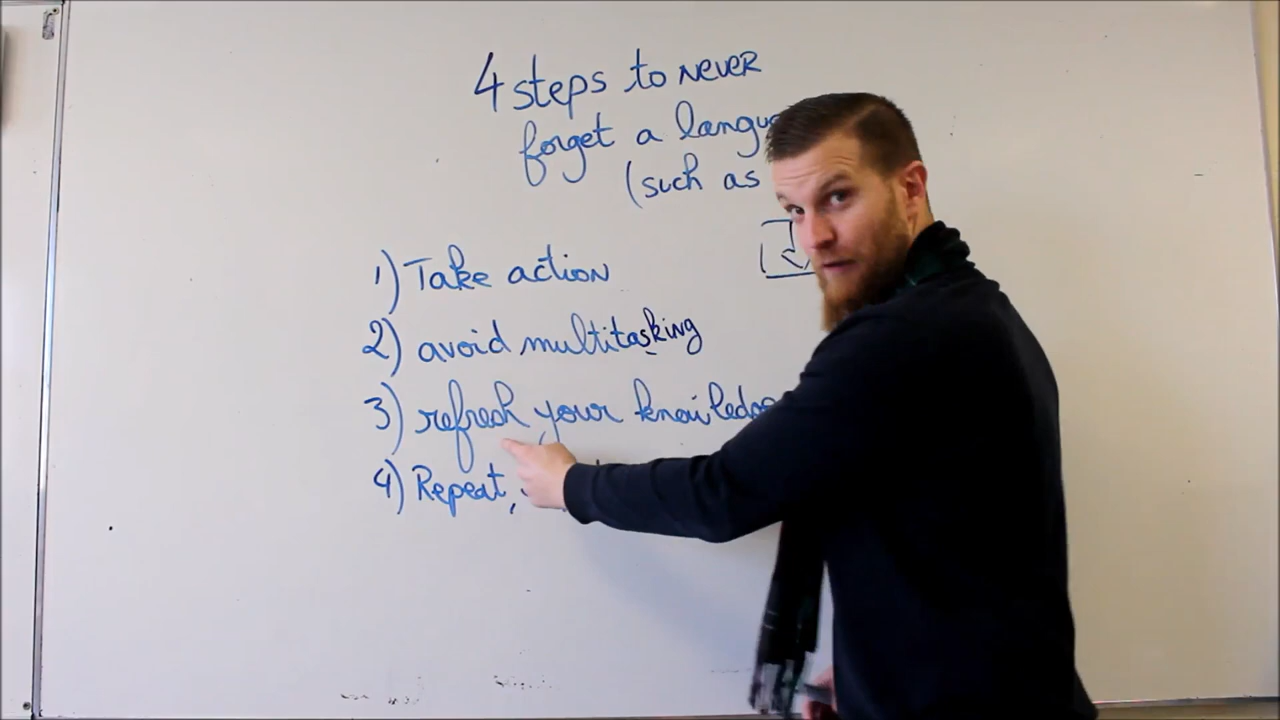 4 steps to never
forget a langu
(such as
1) Take action
2) avoid multitasking
3) refresh your knowledg
4) Repeat,